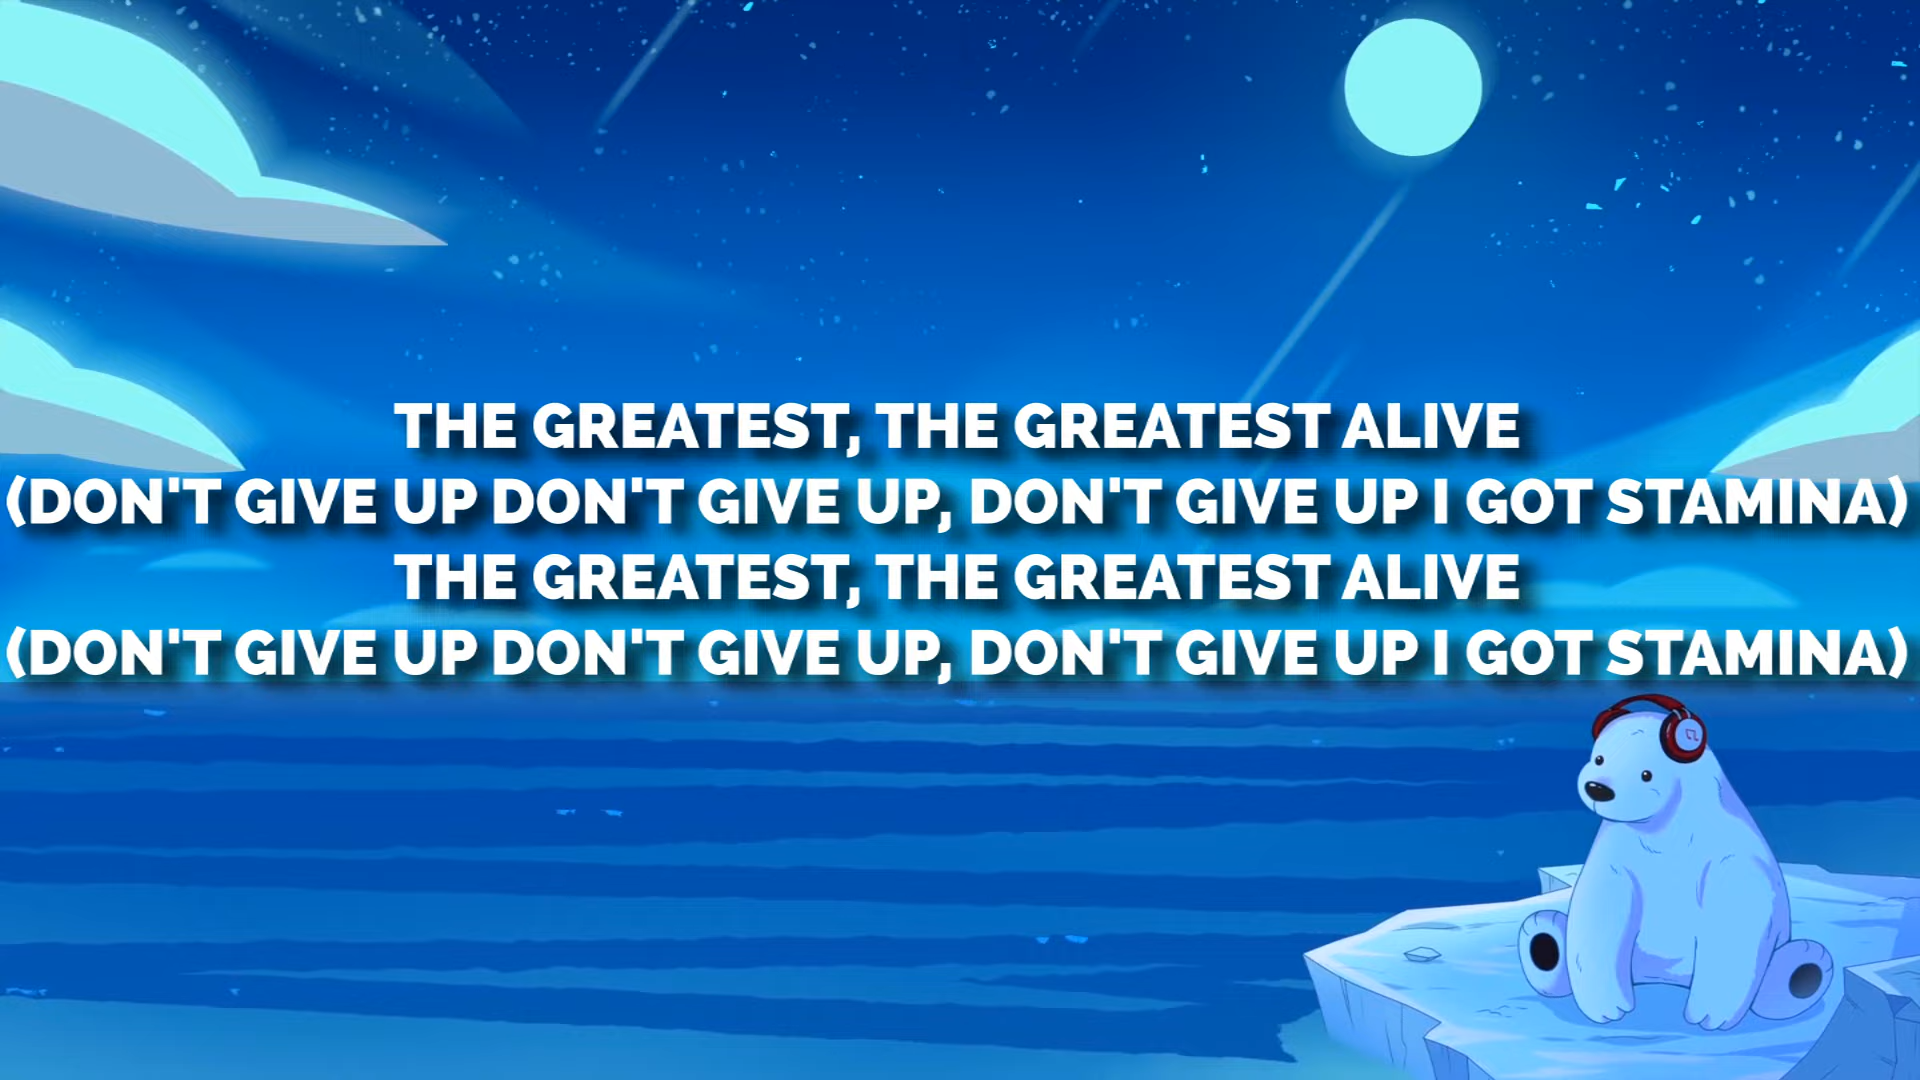 THE GREATEST, THE GREATEST ALIVE
(DON'T GIVE UP DON'T GIVE UP, DON'T GIVE UP I GOT STAMINA)
THE GREATEST, THE GREATEST ALIVE
(DON'T GIVE UP DON'T GIVE UP, DON'T GIVE UP I GOT STAMINA)